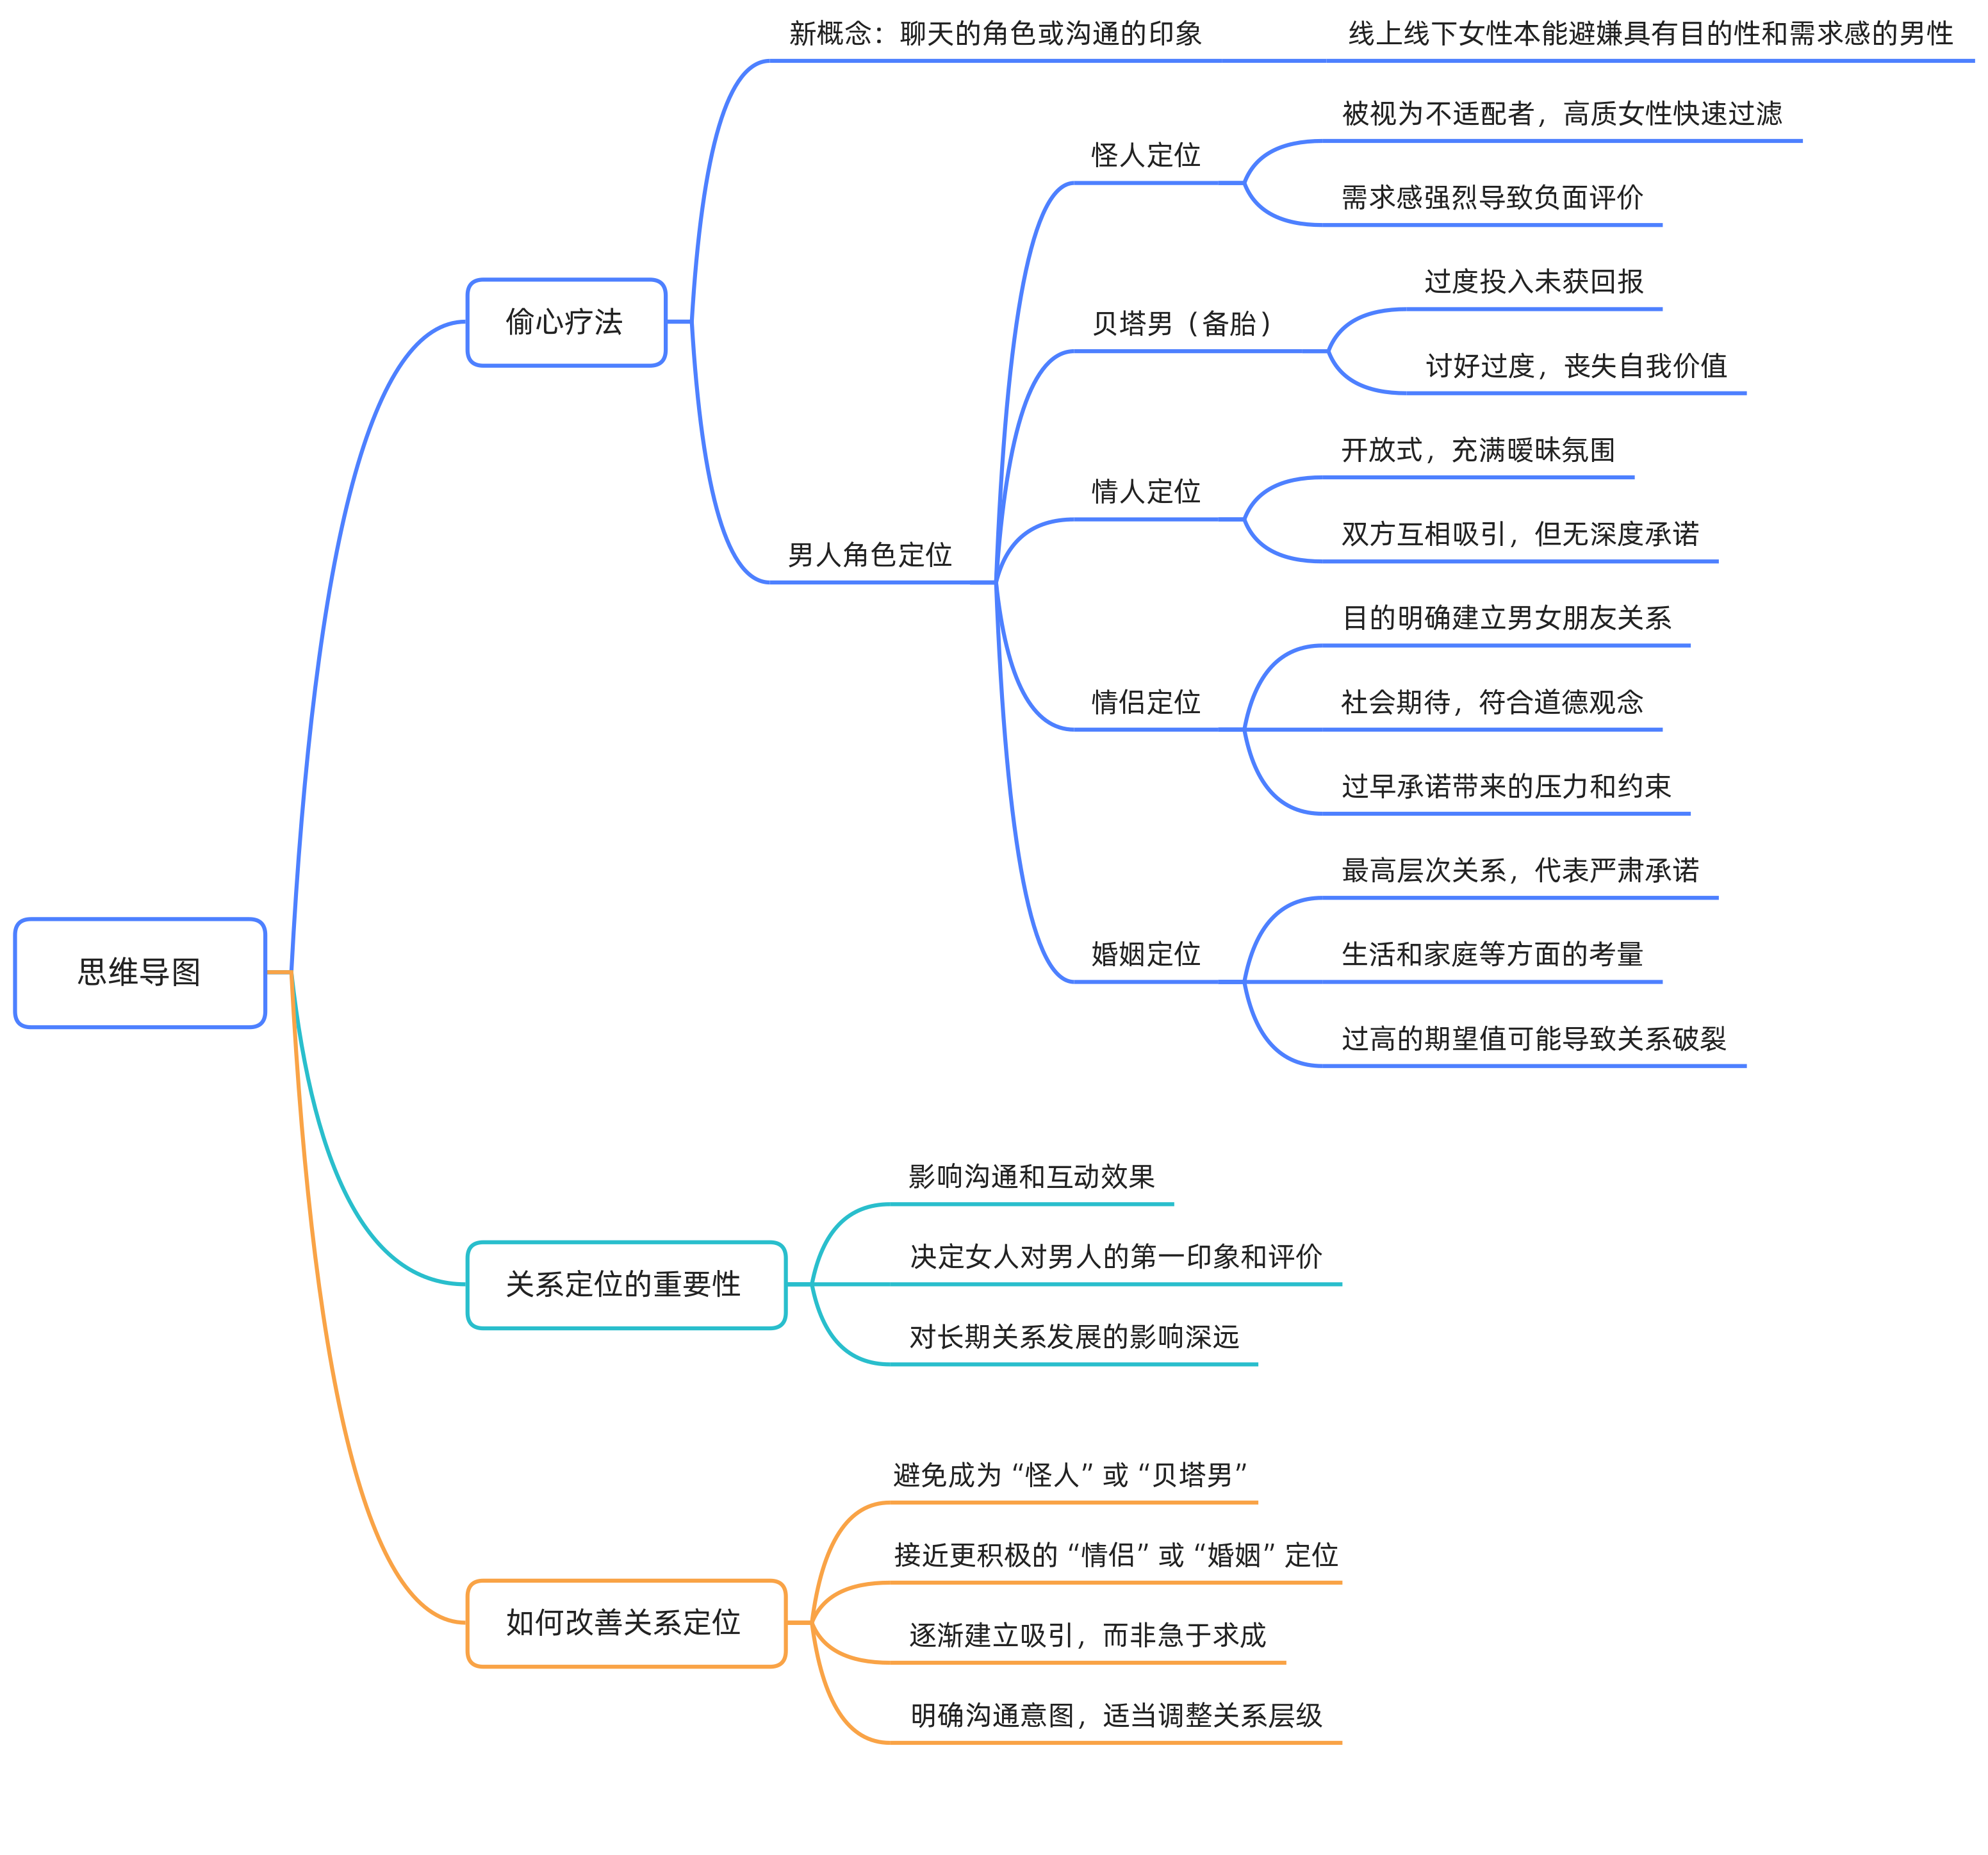 思维导图
偷心疗法
新概念：聊天的角色或沟通的印象
线上线下女性本能避嫌具有目的性和需求感的男性
男人角色定位
怪人定位
被视为不适配者，高质女性快速过滤
需求感强烈导致负面评价
贝塔男（备胎）
过度投入未获回报
讨好过度，丧失自我价值
情人定位
开放式，充满暧昧氛围
双方互相吸引，但无深度承诺
情侣定位
目的明确建立男女朋友关系
社会期待，符合道德观念
过早承诺带来的压力和约束
婚姻定位
最高层次关系，代表严肃承诺
生活和家庭等方面的考量
过高的期望值可能导致关系破裂
关系定位的重要性
影响沟通和互动效果
决定女人对男人的第一印象和评价
对长期关系发展的影响深远
如何改善关系定位
避免成为“怪人”或“贝塔男”
接近更积极的“情侣”或“婚姻”定位
逐渐建立吸引，而非急于求成
明确沟通意图，适当调整关系层级